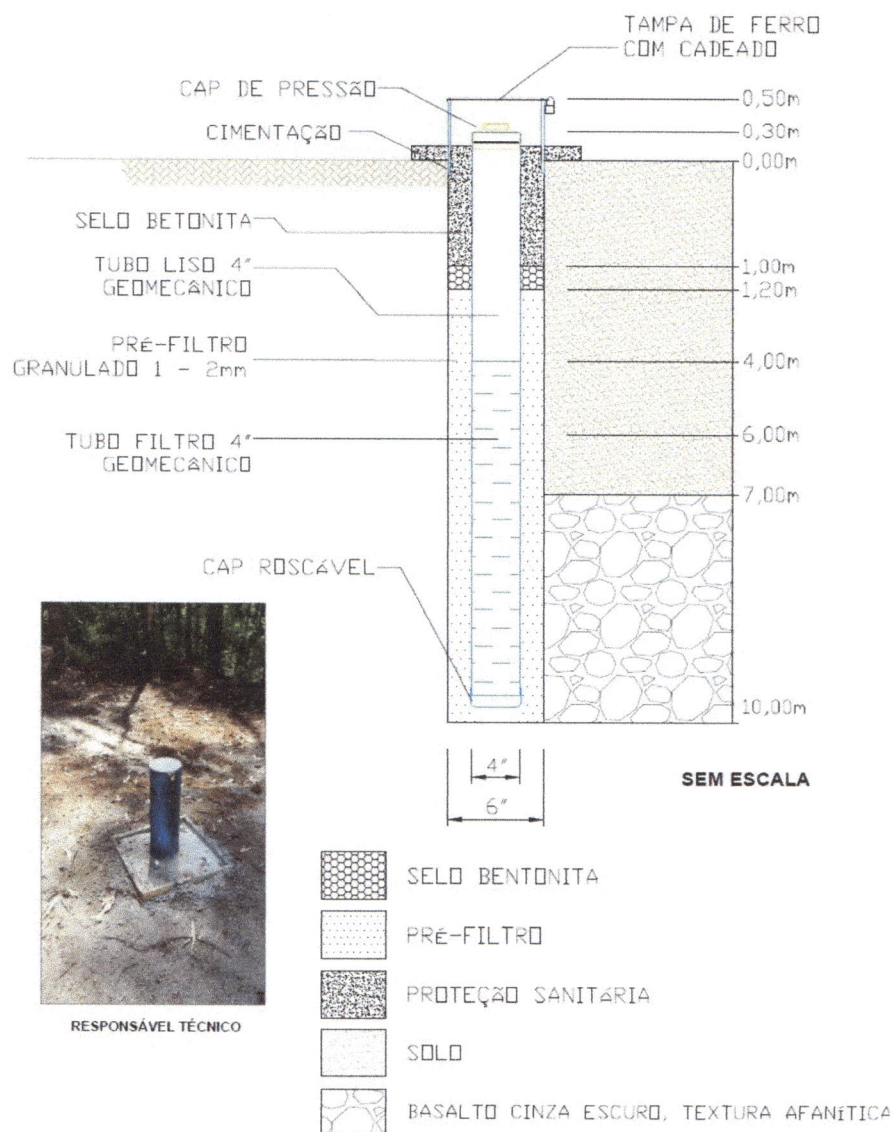 TAMPA DE FERRO
COM CADEADO
CAP DE PRESSãO
0,50m
CIMENTAÇãO
0,30m
0,00m
SELO BETONITA
TUBO LISO 4"
GEOMECÂNICO
1,00m
1,20m
PRé-FILTRO
GRANULADO 1 - 2mm
4,00m
TUBO FILTRO 4"
GEOMECÂNICO
6,00m
7,00m
CAP ROSCáVEL
10,00m
4"
6"
SEM ESCALA
SELO BENTONITA
PRé-FILTRO
PROTEÇãO SANITáRIA
RESPONSÁVEL TÉCNICO
SOLO
BASALTO CINZA ESCURO, TEXTURA AFANíTICA